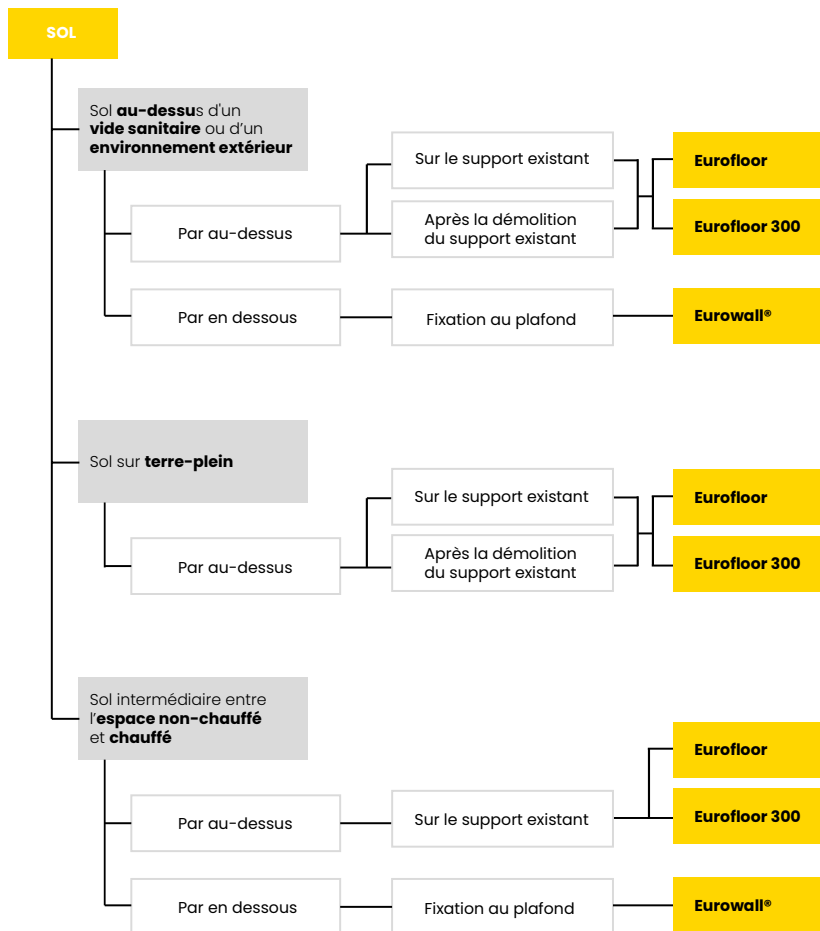 SOL
Sol au-dessus d'un
vide sanitaire ou d’un
environnement extérieur
Sur le support existant
Eurofloor
Par au-dessus
Après la démolition
du support existant
Eurofloor 300
Par en dessous
Fixation au plafond
Eurowall®
Sol sur terre-plein
Sur le support existant
Eurofloor
Par au-dessus
Après la démolition
du support existant
Eurofloor 300
Sol intermédiaire entre
l’espace non-chauffé
et chauffé
Eurofloor
Par au-dessus
Sur le support existant
Eurofloor 300
Par en dessous
Fixation au plafond
Eurowall®